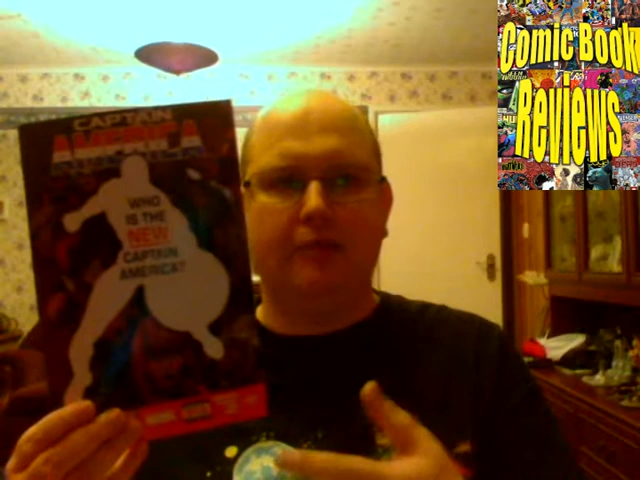 Comic Book
Reviews
CAPTAIN
AMERICA
WHO
IS THE
NEW
CAPTAIN
AMERICA?